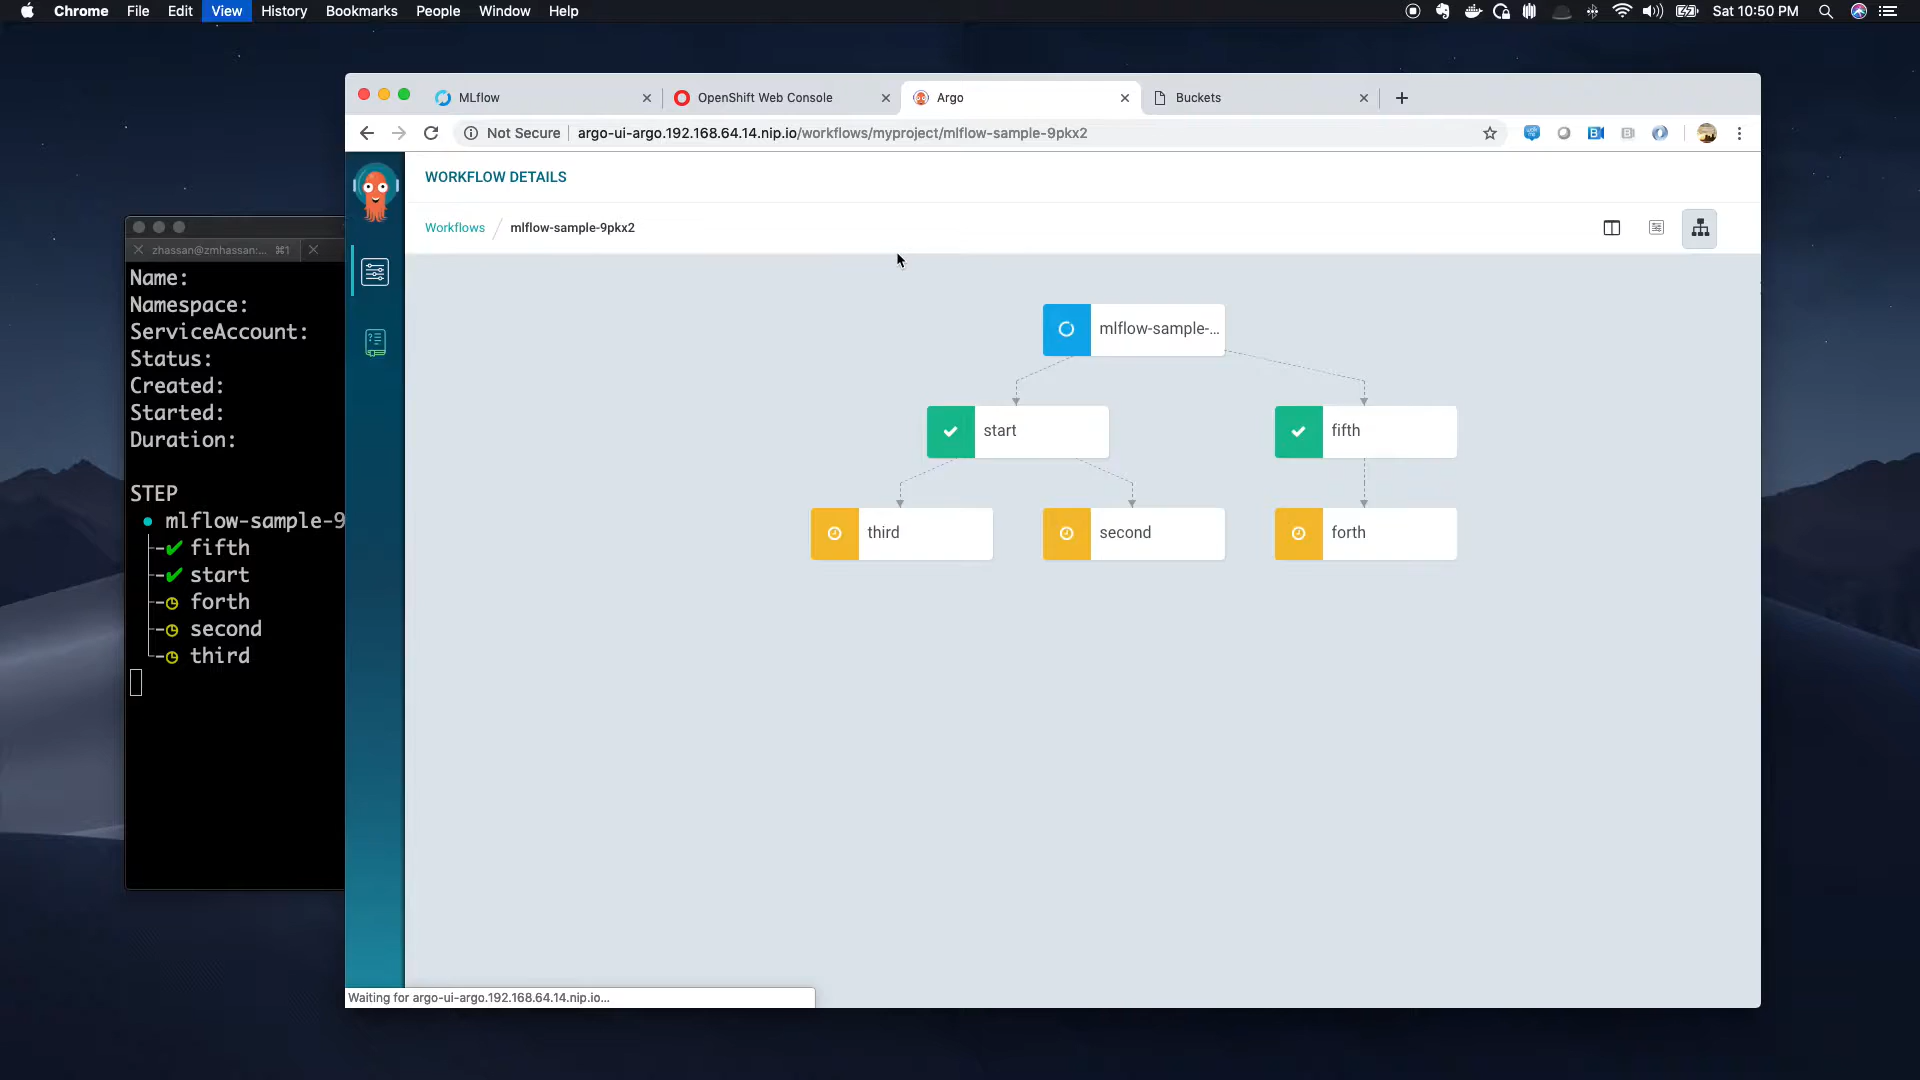 Chrome File Edit View History Bookmarks People Window Help Sat 10:50 PM
MLflow OpenShift Web Console Argo Buckets
Not Secure argo-ui-argo.192.168.64.14.nip.io/workflows/myproject/mlflow-sample-9pkx2
WORKFLOW DETAILS
Workflows / mlflow-sample-9pkx2
mlflow-sample-...
start
fifth
third
second
forth
Waiting for argo-ui-argo.192.168.64.14.nip.io...
zhassan@zmhassan:... ⌘1
Name:
Namespace:
ServiceAccount:
Status:
Created:
Started:
Duration:
STEP
● mlflow-sample-9
├-✔ fifth
├-✔ start
├-◷ forth
├-◷ second
└-◷ third